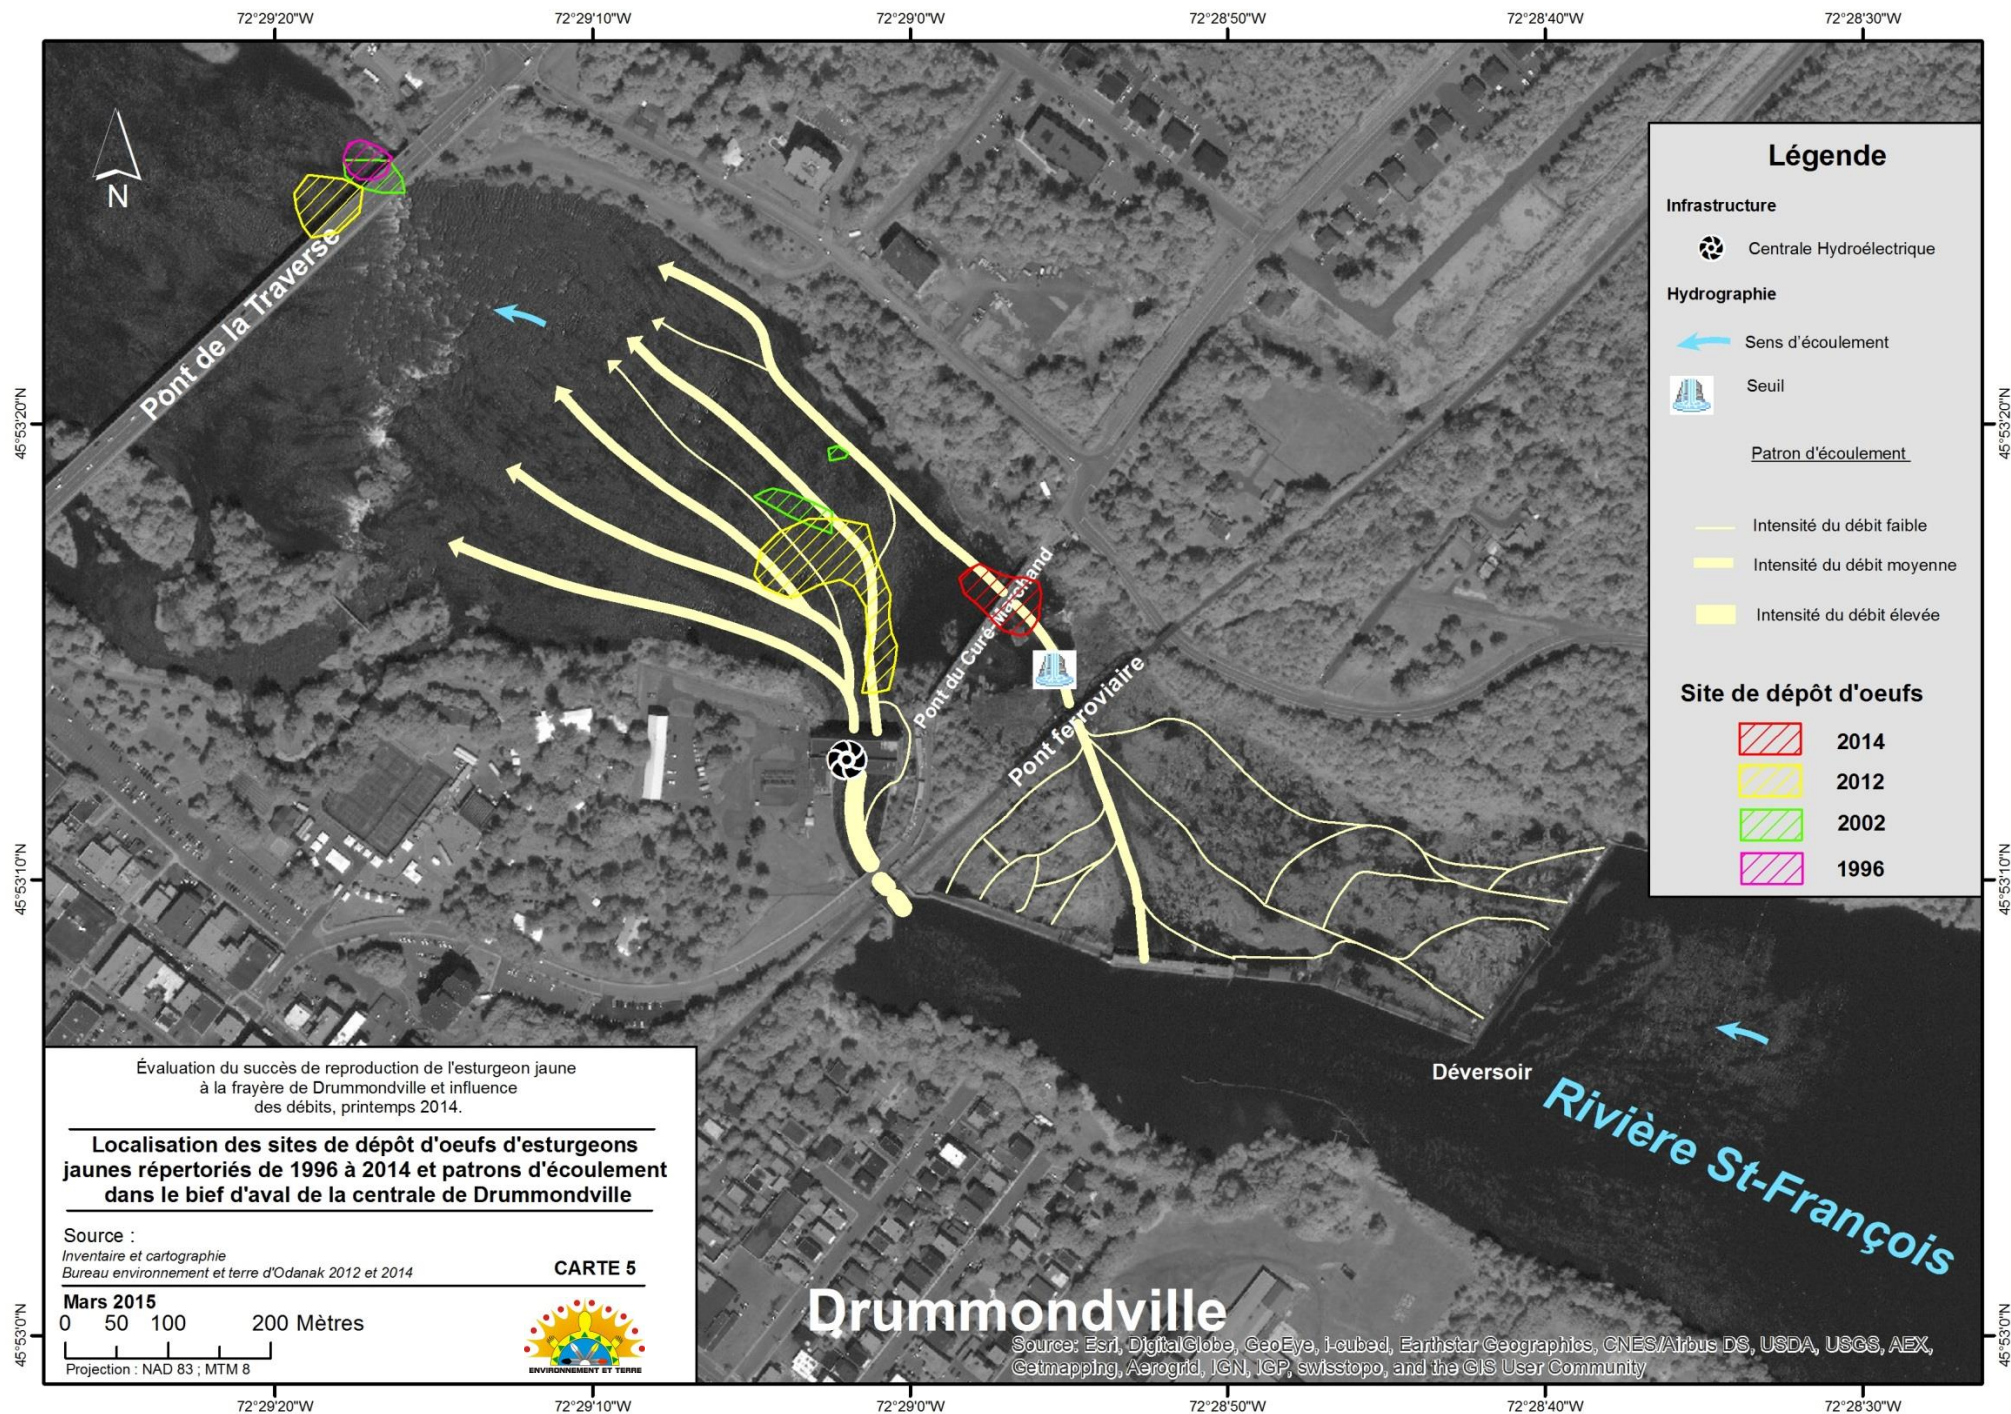 72°29'20"W 72°29'10"W 72°29'0"W 72°28'50"W 72°28'40"W 72°28'30"W
45°53'20"N
45°53'10"N
45°53'0"N
45°53'20"N
45°53'10"N
45°53'0"N
N
Pont de la Traverse
Pont du Curé-Marchand
Pont ferroviaire
Déversoir
Rivière St-François
Drummondville
Légende
Infrastructure
Centrale Hydroélectrique
Hydrographie
Sens d'écoulement
Seuil
Patron d'écoulement
Intensité du débit faible
Intensité du débit moyenne
Intensité du débit élevée
Site de dépôt d'oeufs
2014
2012
2002
1996
Évaluation du succès de reproduction de l'esturgeon jaune
à la frayère de Drummondville et influence
des débits, printemps 2014.
Localisation des sites de dépôt d'oeufs d'esturgeons
jaunes répertoriés de 1996 à 2014 et patrons d'écoulement
dans le bief d'aval de la centrale de Drummondville
Source :
Inventaire et cartographie
Bureau environnement et terre d'Odanak 2012 et 2014
CARTE 5
Mars 2015
0 50 100 200 Mètres
Projection : NAD 83 ; MTM 8
ENVIRONNEMENT ET TERRE
Source: Esri, DigitalGlobe, GeoEye, i-cubed, Earthstar Geographics, CNES/Airbus DS, USDA, USGS, AEX,
Getmapping, Aerogrid, IGN, IGP, swisstopo, and the GIS User Community
72°29'20"W 72°29'10"W 72°29'0"W 72°28'50"W 72°28'40"W 72°28'30"W